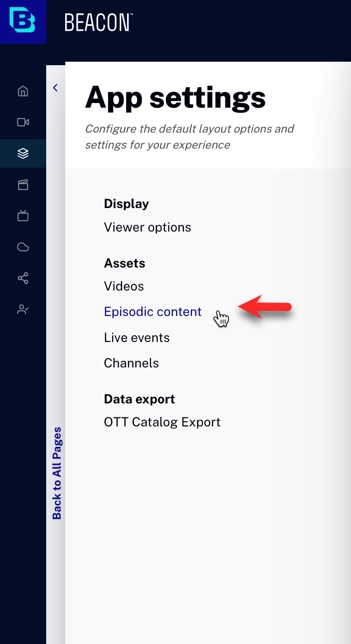 BEACON
App settings
Configure the default layout options and
settings for your experience
Display
Viewer options
Assets
Videos
Episodic content
Live events
Channels
Data export
OTT Catalog Export
Back to All Pages